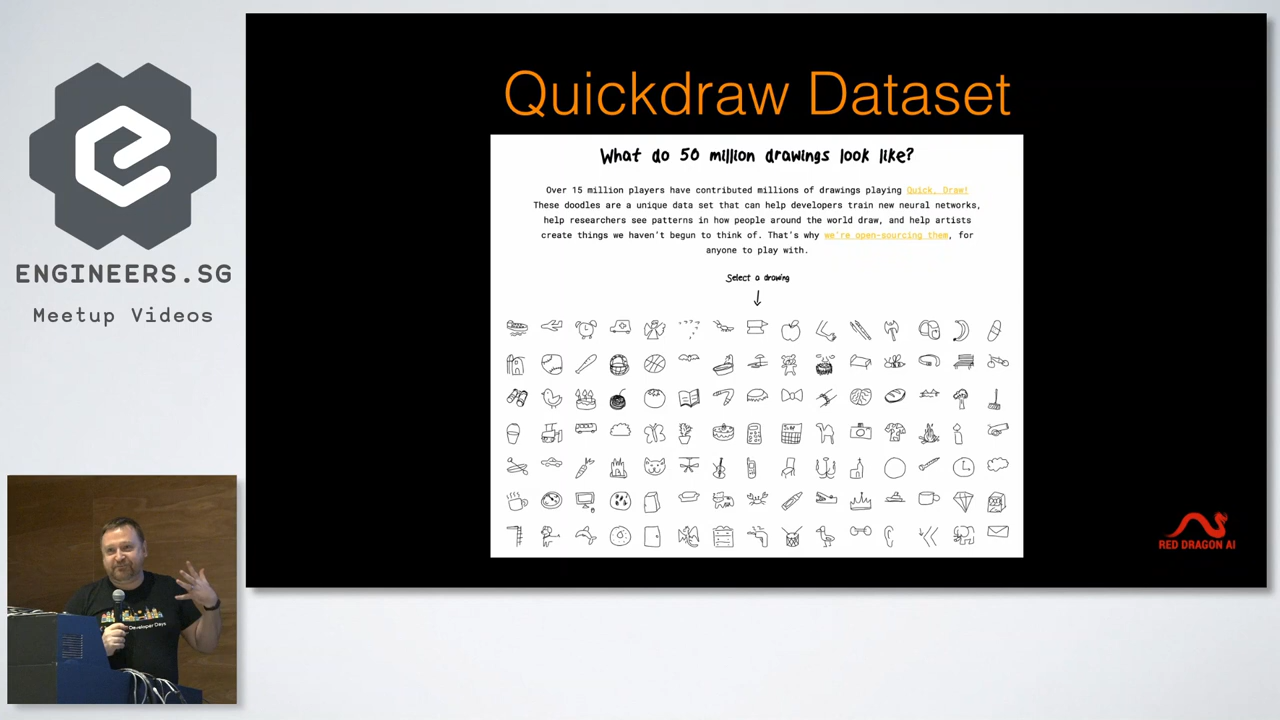 ENGINEERS.SG
Meetup Videos
Quickdraw Dataset
What do 50 million drawings look like?
Over 15 million players have contributed millions of drawings playing Quick, Draw!
These doodles are a unique data set that can help developers train new neural networks,
help researchers see patterns in how people around the world draw, and help artists
create things we haven't begun to think of. That's why we're open-sourcing them, for
anyone to play with.
Select a drawing
RED DRAGON AI
Developer Days